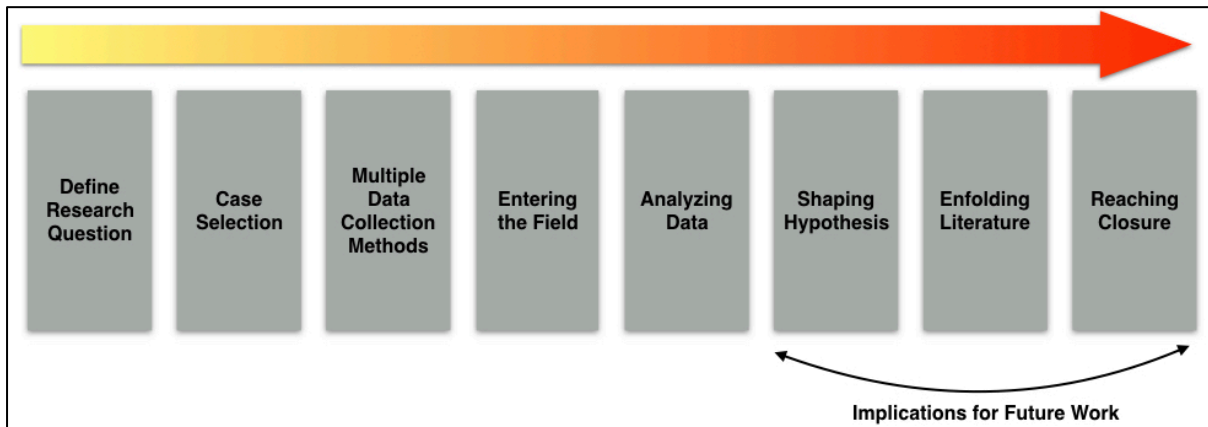 Define
Research
Question
Case
Selection
Multiple
Data
Collection
Methods
Entering
the Field
Analyzing
Data
Shaping
Hypothesis
Enfolding
Literature
Reaching
Closure
Implications for Future Work